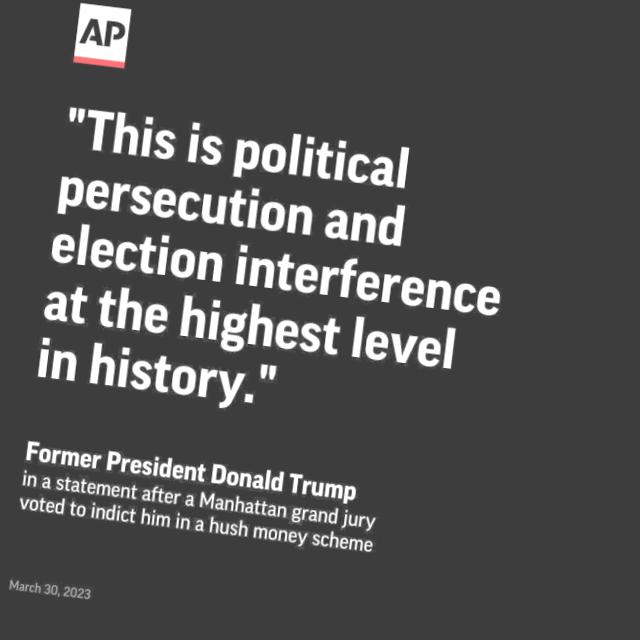 AP
"This is political
persecution and
election interference
at the highest level
in history."
Former President Donald Trump
in a statement after a Manhattan grand jury
voted to indict him in a hush money scheme
March 30, 2023